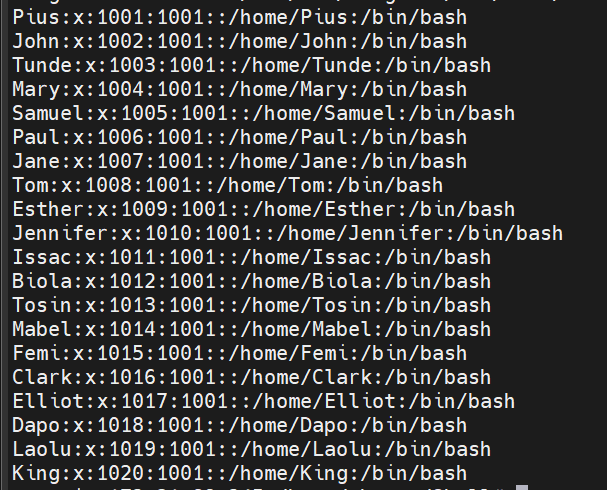 Pius:x:1001:1001::/home/Pius:/bin/bash
John:x:1002:1001::/home/John:/bin/bash
Tunde:x:1003:1001::/home/Tunde:/bin/bash
Mary:x:1004:1001::/home/Mary:/bin/bash
Samuel:x:1005:1001::/home/Samuel:/bin/bash
Paul:x:1006:1001::/home/Paul:/bin/bash
Jane:x:1007:1001::/home/Jane:/bin/bash
Tom:x:1008:1001::/home/Tom:/bin/bash
Esther:x:1009:1001::/home/Esther:/bin/bash
Jennifer:x:1010:1001::/home/Jennifer:/bin/bash
Issac:x:1011:1001::/home/Issac:/bin/bash
Biola:x:1012:1001::/home/Biola:/bin/bash
Tosin:x:1013:1001::/home/Tosin:/bin/bash
Mabel:x:1014:1001::/home/Mabel:/bin/bash
Femi:x:1015:1001::/home/Femi:/bin/bash
Clark:x:1016:1001::/home/Clark:/bin/bash
Elliot:x:1017:1001::/home/Elliot:/bin/bash
Dapo:x:1018:1001::/home/Dapo:/bin/bash
Laolu:x:1019:1001::/home/Laolu:/bin/bash
King:x:1020:1001::/home/King:/bin/bash